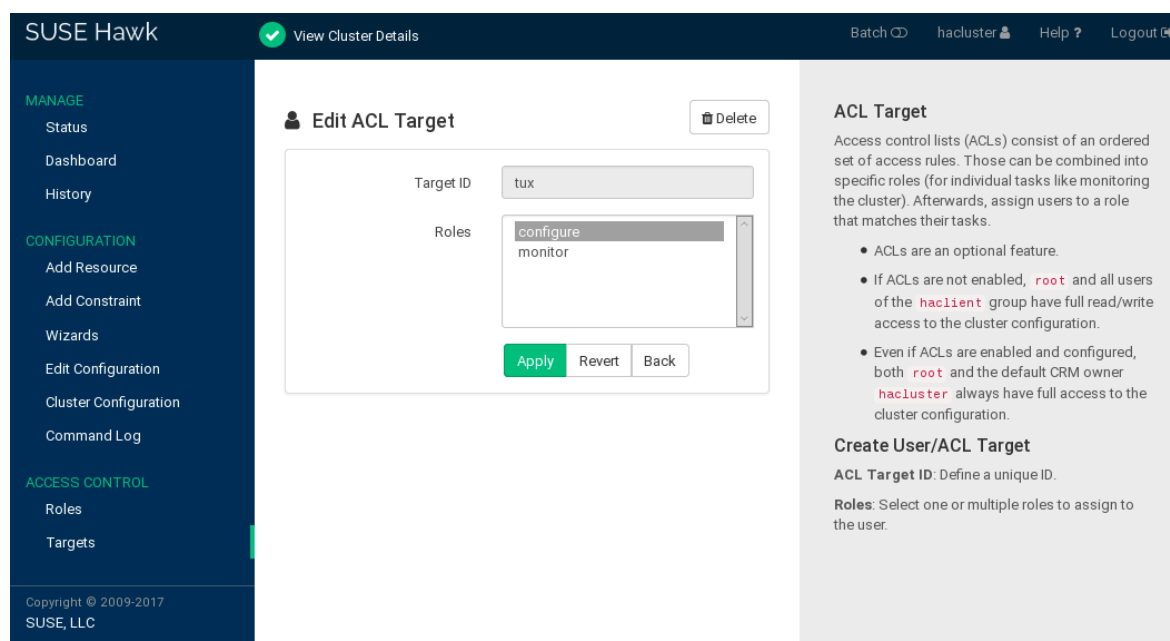 SUSE Hawk
View Cluster Details
Batch
hacluster
Help ?
Logout
MANAGE
Status
Dashboard
History
CONFIGURATION
Add Resource
Add Constraint
Wizards
Edit Configuration
Cluster Configuration
Command Log
ACCESS CONTROL
Roles
Targets
Copyright © 2009-2017
SUSE, LLC
Edit ACL Target
Delete
Target ID
tux
Roles
configure
monitor
Apply
Revert
Back
ACL Target
Access control lists (ACLs) consist of an ordered
set of access rules. Those can be combined into
specific roles (for individual tasks like monitoring
the cluster). Afterwards, assign users to a role
that matches their tasks.
● ACLs are an optional feature.
● If ACLs are not enabled, root and all users
of the haclient group have full read/write
access to the cluster configuration.
● Even if ACLs are enabled and configured,
both root and the default CRM owner
hacluster always have full access to the
cluster configuration.
Create User/ACL Target
ACL Target ID: Define a unique ID.
Roles: Select one or multiple roles to assign to
the user.